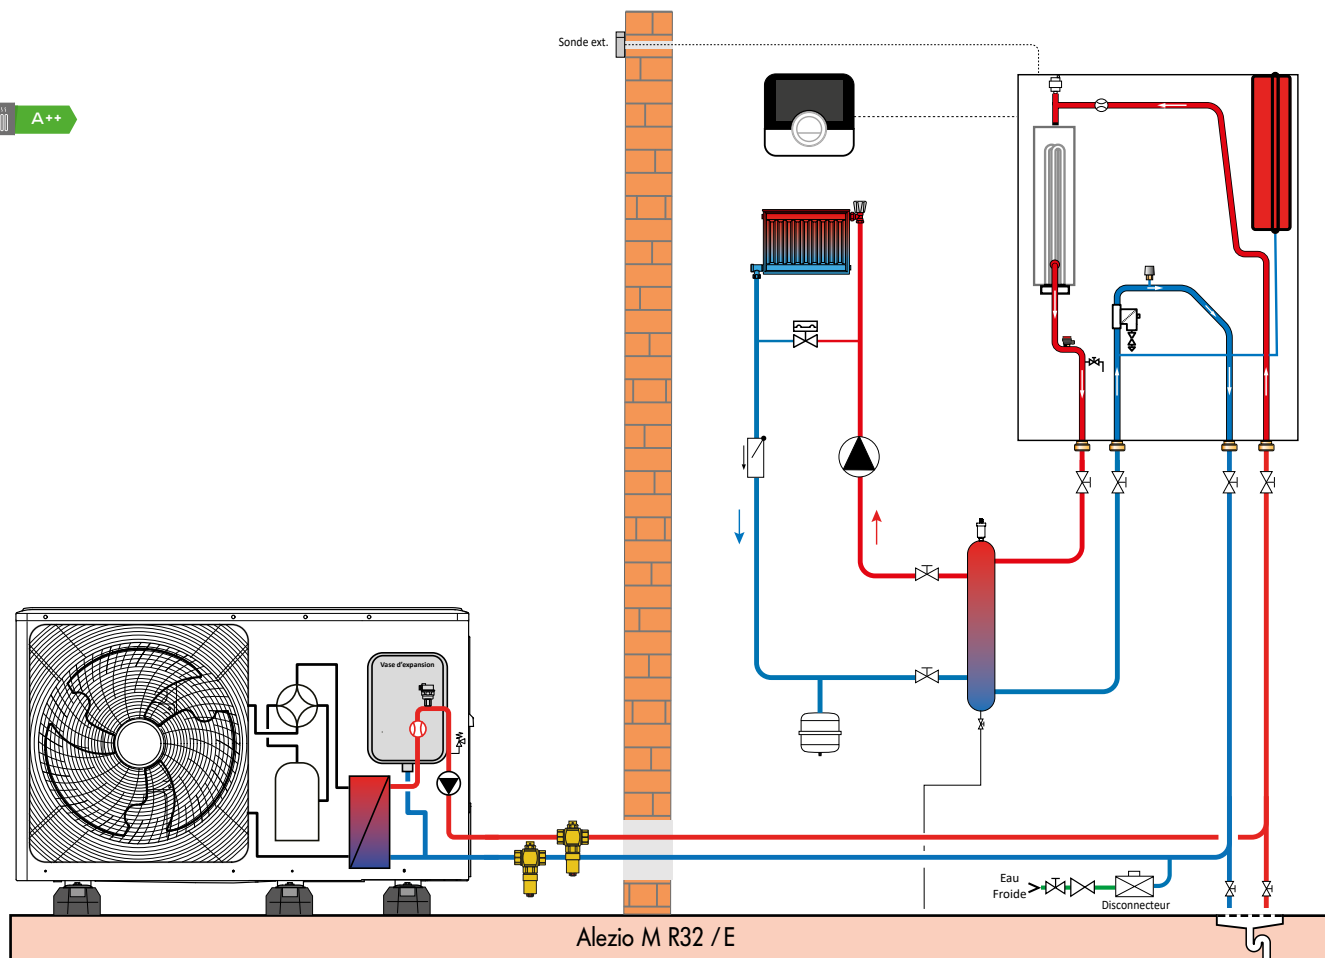 Sonde ext.
A++
Vase d'expansion
Eau
Froide
Disconnecteur
Alezio M R32 / E